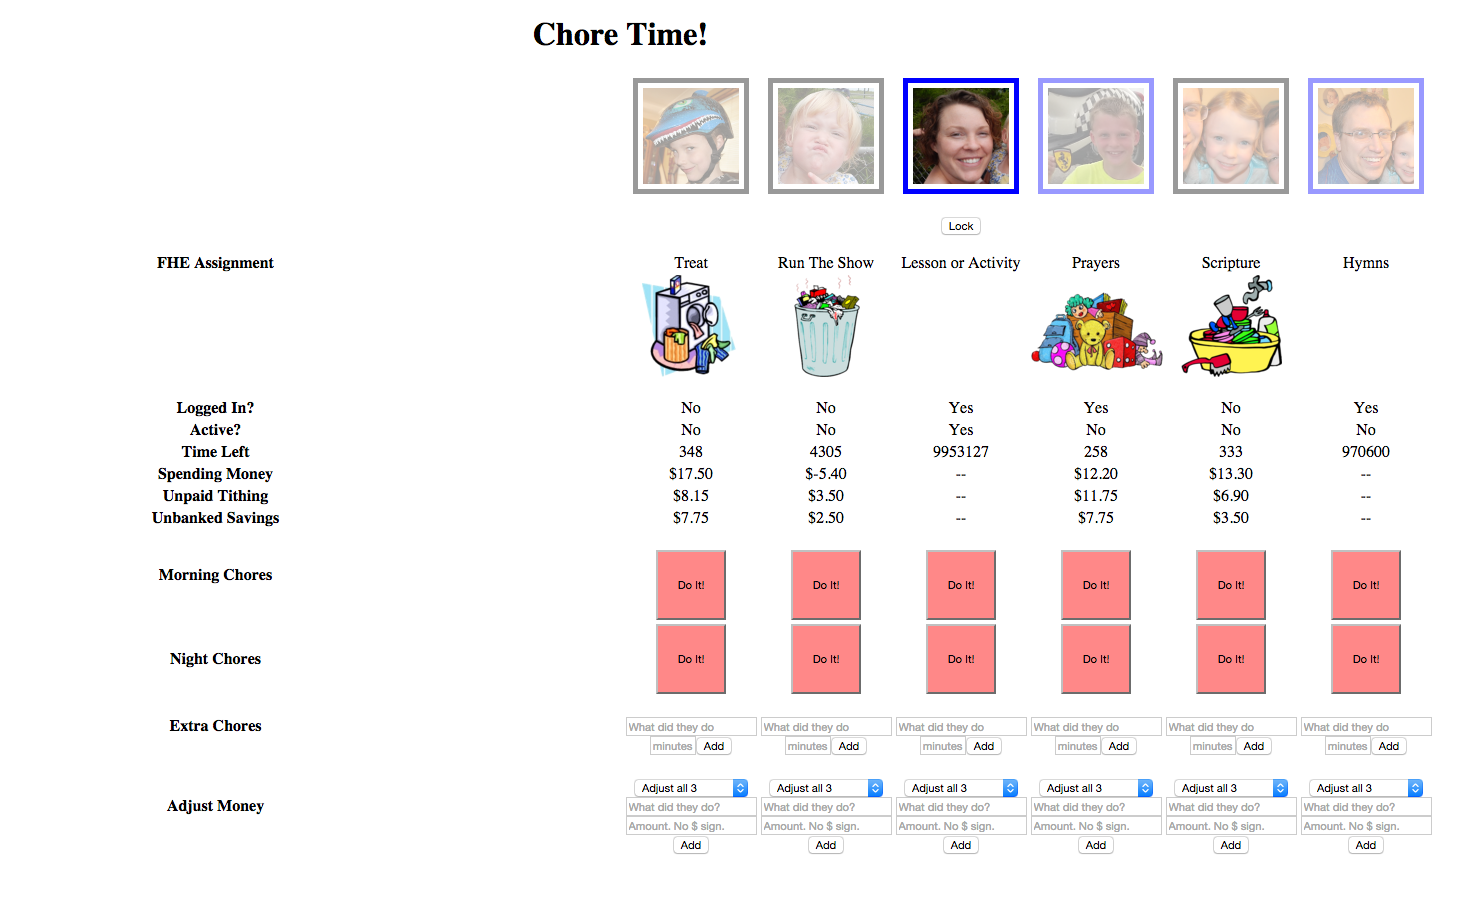 Chore Time!
Lock
FHE Assignment Treat Run The Show Lesson or Activity Prayers Scripture Hymns
Logged In? No No Yes Yes No Yes
Active? No No Yes No No No
Time Left 348 4305 9953127 258 333 970600
Spending Money $17.50 $-5.40 -- $12.20 $13.30 --
Unpaid Tithing $8.15 $3.50 -- $11.75 $6.90 --
Unbanked Savings $7.75 $2.50 -- $7.75 $3.50 --
Morning Chores Do It! Do It! Do It! Do It! Do It! Do It!
Night Chores Do It! Do It! Do It! Do It! Do It! Do It!
Extra Chores What did they do What did they do What did they do What did they do What did they do What did they do
minutes Add minutes Add minutes Add minutes Add minutes Add minutes Add
Adjust all 3 Adjust all 3 Adjust all 3 Adjust all 3 Adjust all 3 Adjust all 3
Adjust Money What did they do? What did they do? What did they do? What did they do? What did they do? What did they do?
Amount. No $ sign. Amount. No $ sign. Amount. No $ sign. Amount. No $ sign. Amount. No $ sign. Amount. No $ sign.
Add Add Add Add Add Add